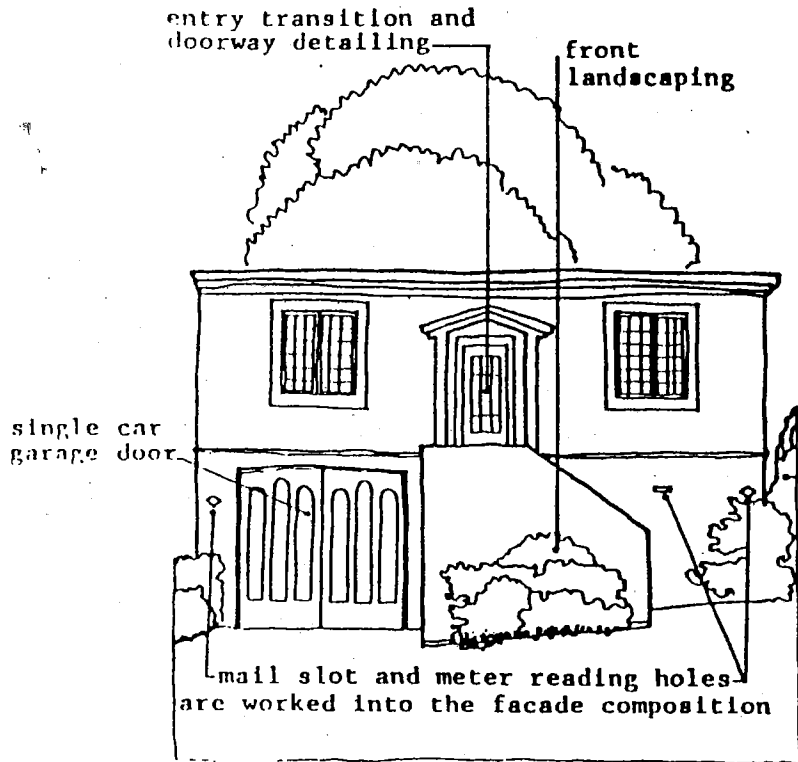 entry transition and
doorway detailing
front
landscaping
single car
garage door
mail slot and meter reading holes
are worked into the facade composition